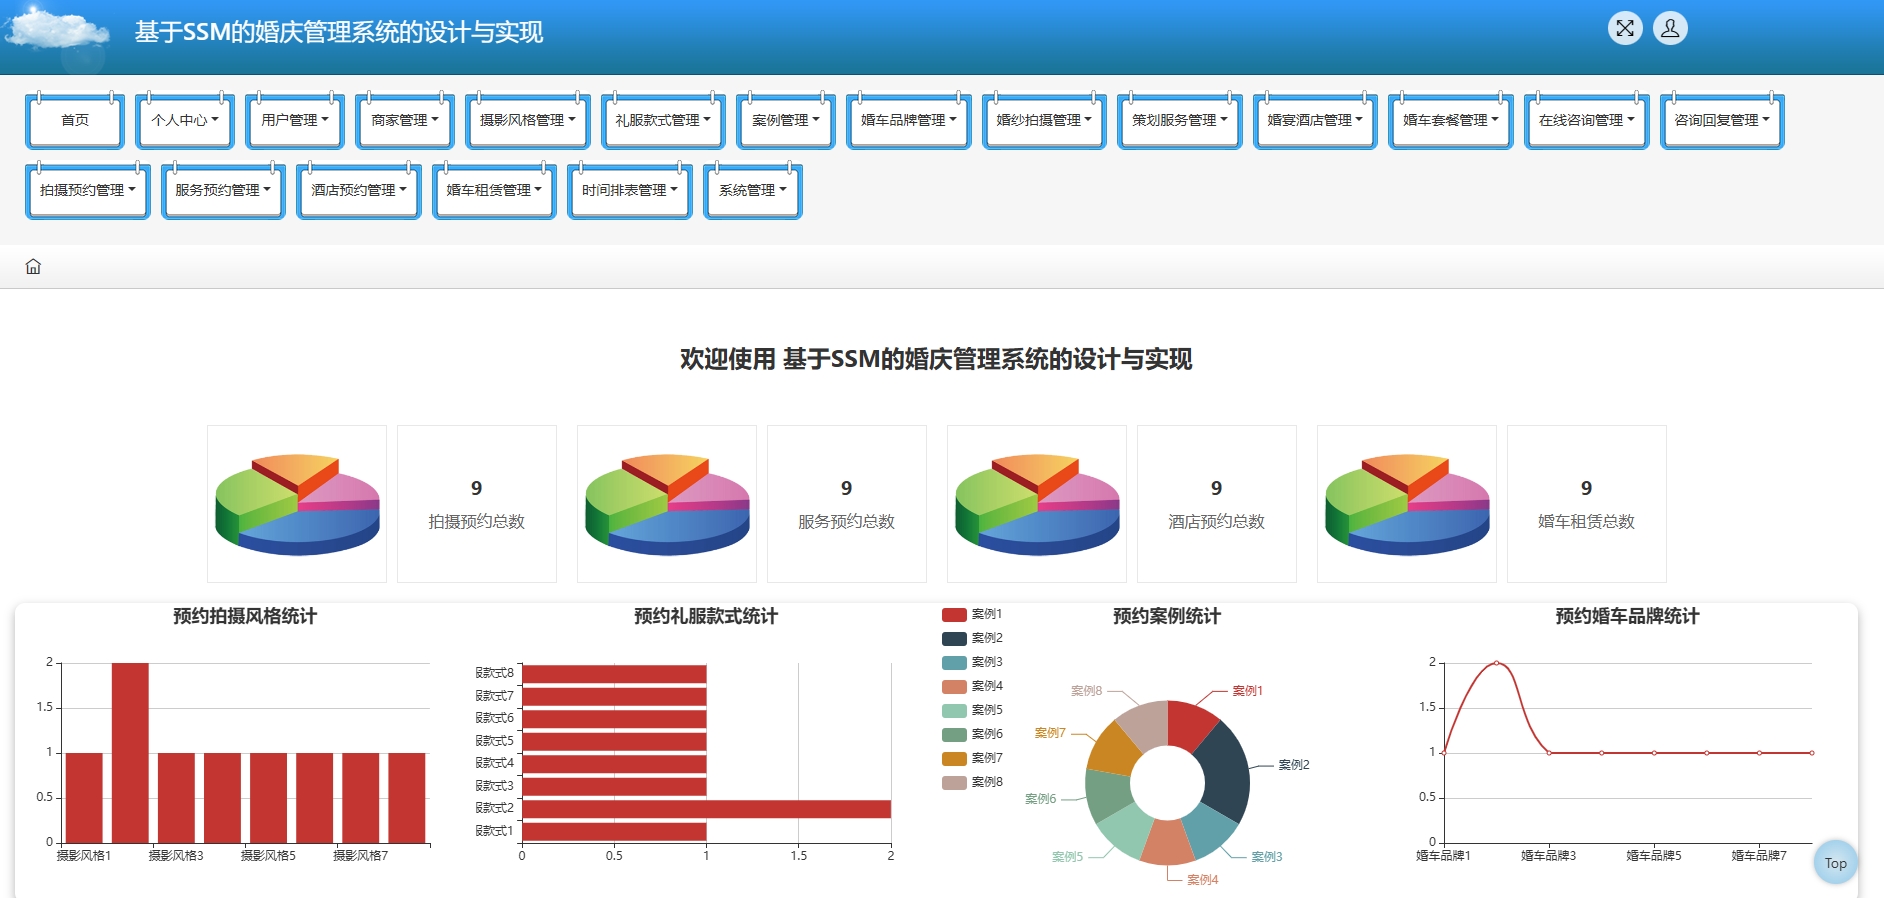 基于SSM的婚庆管理系统的设计与实现
首页 个人中心 用户管理 商家管理 摄影风格管理 礼服款式管理 案例管理 婚车品牌管理 婚纱拍摄管理 策划服务管理 婚宴酒店管理 婚车套餐管理 在线咨询管理 咨询回复管理
拍摄预约管理 服务预约管理 酒店预约管理 婚车租赁管理 时间排表管理 系统管理
欢迎使用 基于SSM的婚庆管理系统的设计与实现
9
拍摄预约总数
9
服务预约总数
9
酒店预约总数
9
婚车租赁总数
预约拍摄风格统计
2
1.5
1
0.5
0
摄影风格1 摄影风格3 摄影风格5 摄影风格7
预约礼服款式统计
服款式8
服款式7
服款式6
服款式5
服款式4
服款式3
服款式2
服款式1
0 0.5 1 1.5 2
预约案例统计
案例1
案例2
案例3
案例4
案例5
案例6
案例7
案例8
案例8 案例1
案例7
案例2
案例6
案例5 案例3
案例4
预约婚车品牌统计
2
1.5
1
0.5
0
婚车品牌1 婚车品牌3 婚车品牌5 婚车品牌7
Top